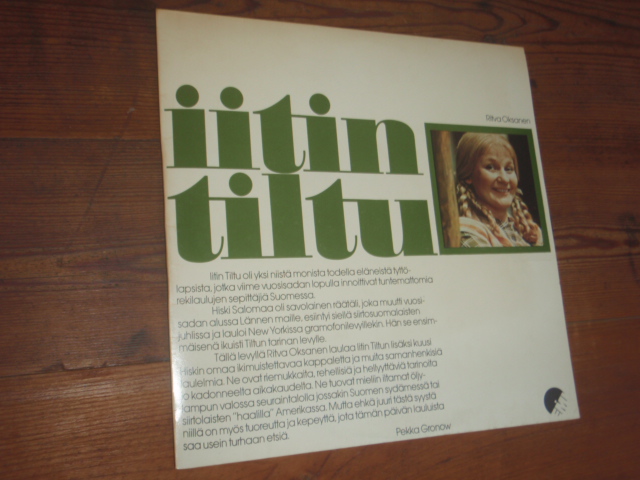 iitin
tiltu
Ritva Oksanen
Iitin Tiltu oli yksi niistä monista todella eläneistä tyttö-
lapsista, jotka viime vuosisadan lopulla innoittivat tuntemattomia
rekilaulujen sepittäjiä Suomessa.
Hiski Salomaa oli savolainen räätäli, joka muutti vuosi-
sadan alussa Lännen maille, esiintyi siellä siirtosuomalaisten
juhlissa ja lauloi New Yorkissa gramofonilevyillekin. Hän se ensim-
mäisenä ikuisti Tiltun tarinan levylle.
Tällä levyllä Ritva Oksanen laulaa Iitin Tiltun lisäksi kuusi
Hiskin omaa ikimuistettavaa kappaletta ja muita samanhenkisiä
lauleimia. Ne ovat riemukkaita, rehellisiä ja hellyyttäviä tarinoita
jo kadonneelta aikakaudelta. Ne tuovat mieliin iltamat öljy-
lampun valossa seuraintalolla jossakin Suomen sydämessä tai
siirtolaisten "haalilla" Amerikassa. Mutta ehkä juuri tästä syystä
niillä on myös tuoreutta ja kepeyttä, jota tämän päivän lauluista
saa usein turhaan etsiä.
Pekka Gronow
EMI